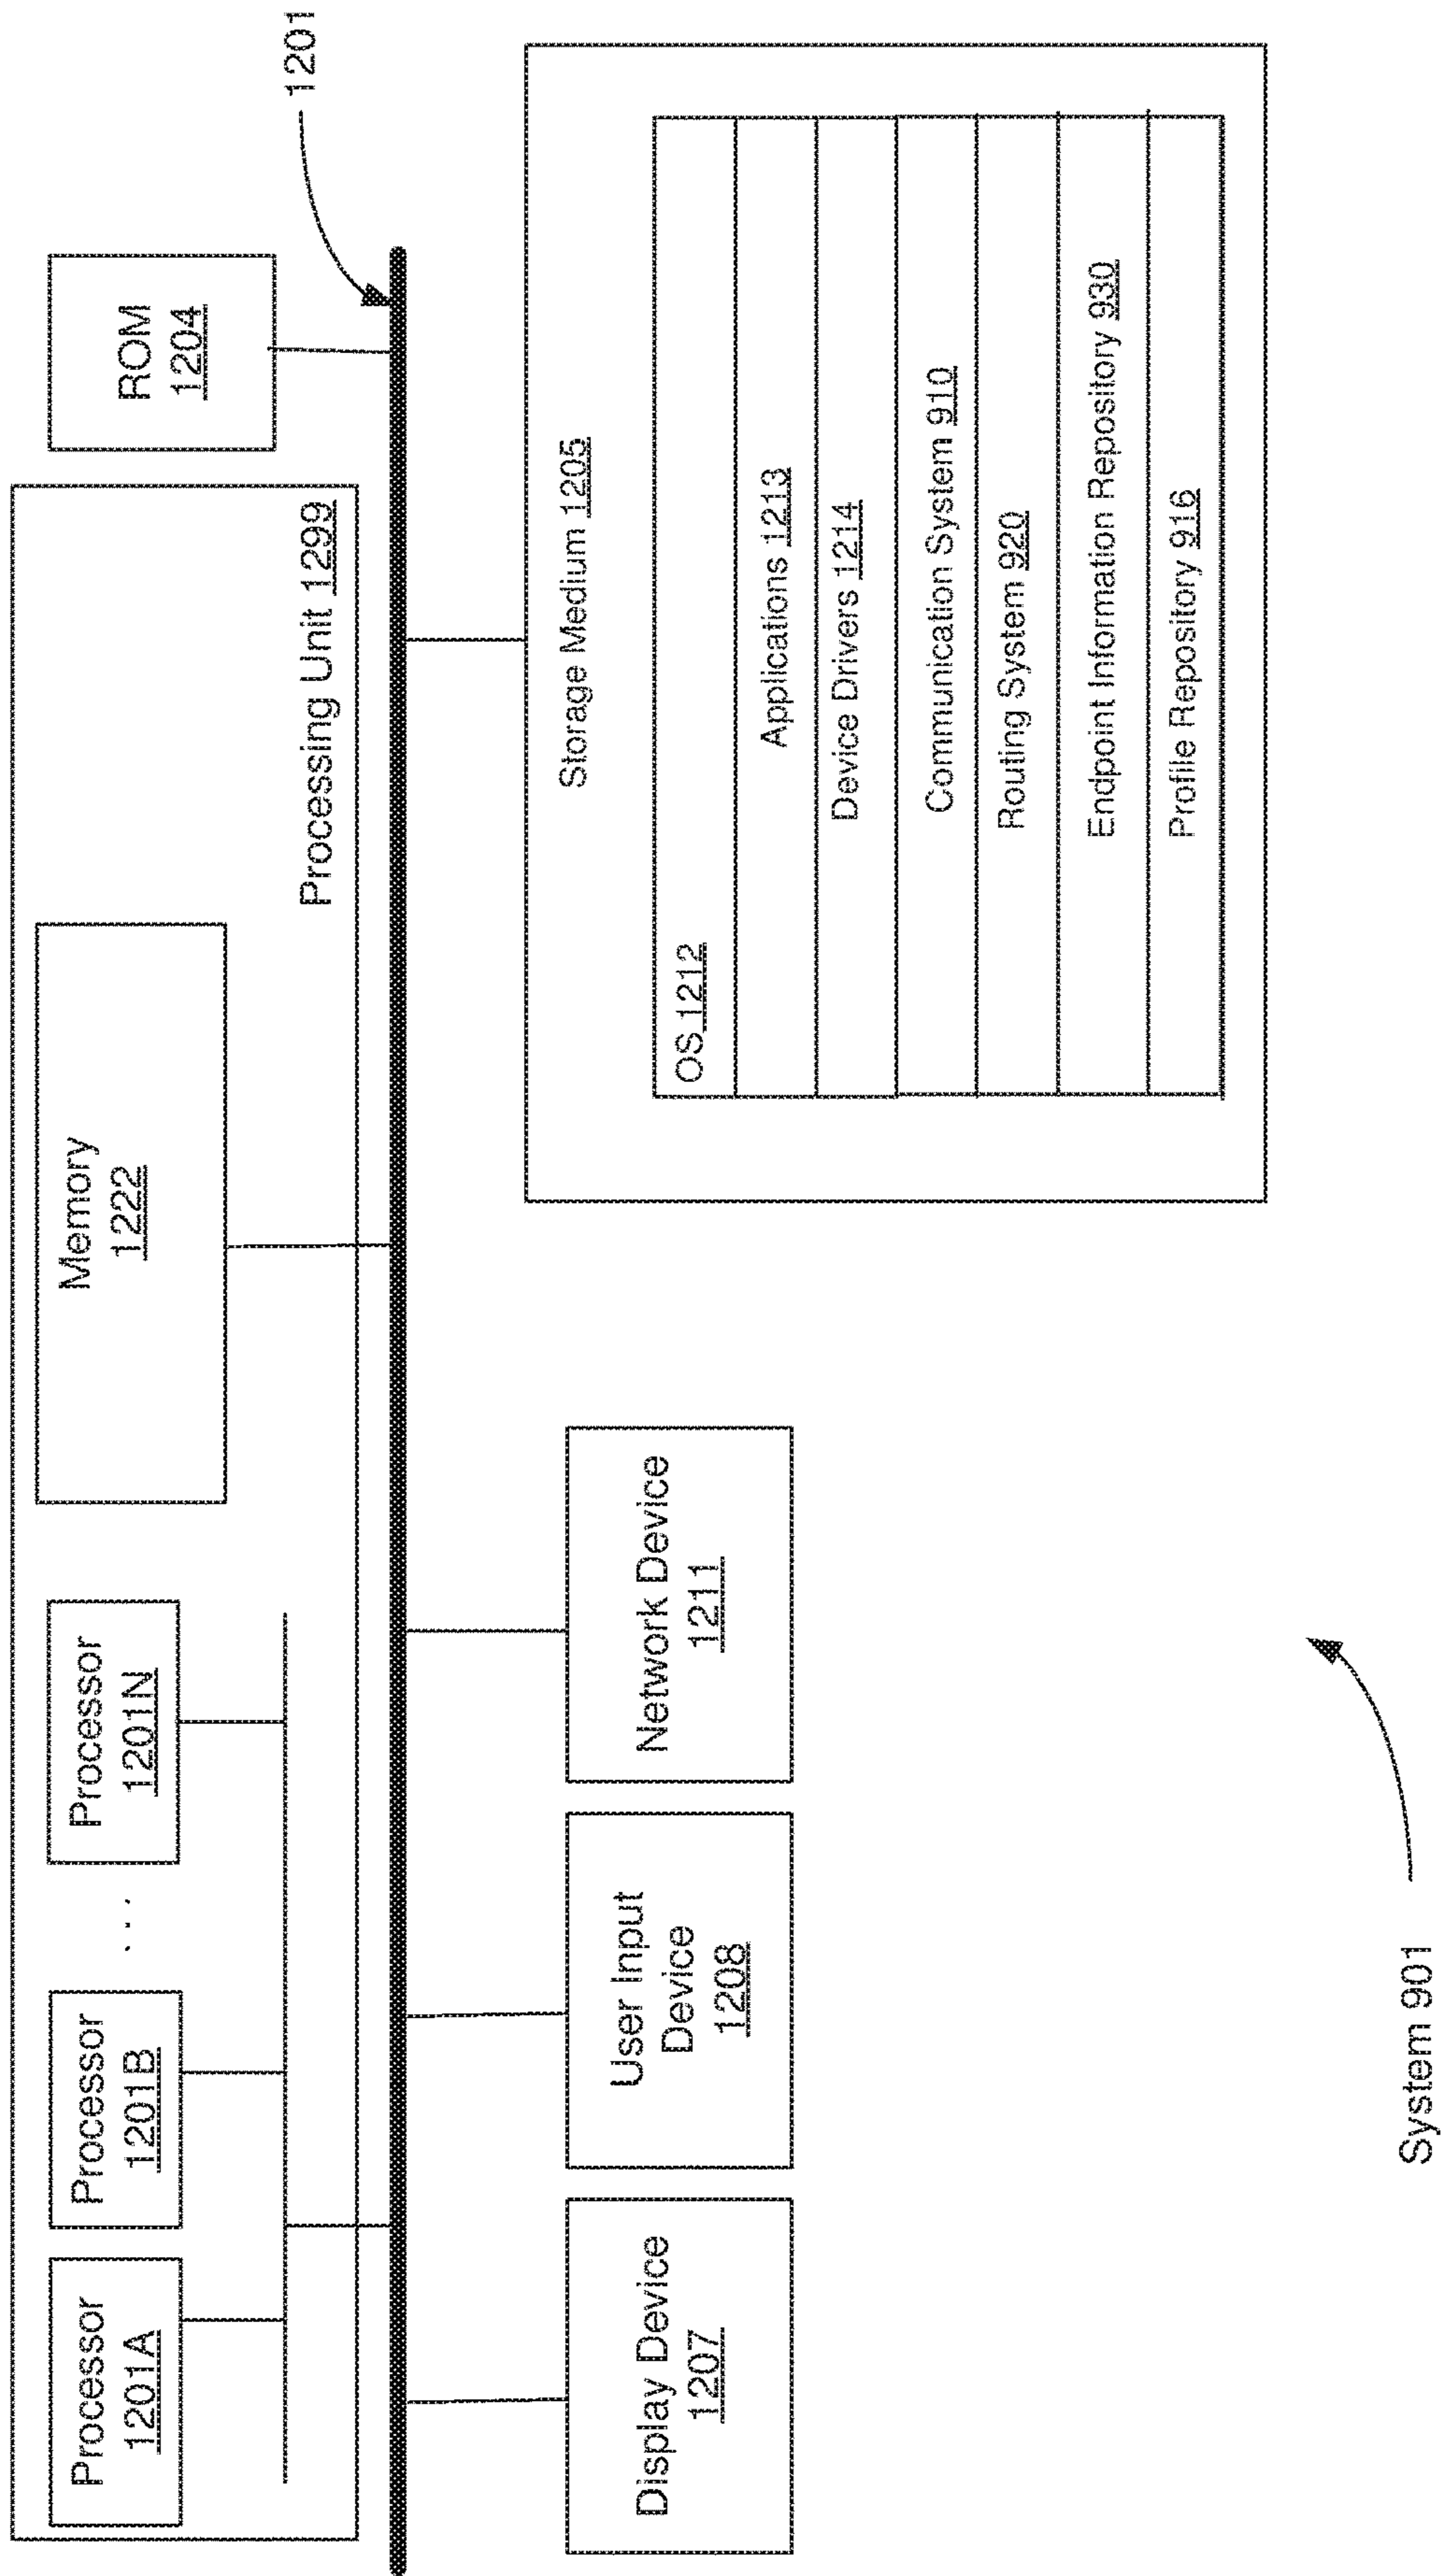 Processor
1201A
Processor
1201B
. . .
Processor
1201N
Memory
1222
Processing Unit 1299
ROM
1204
1201
Display Device
1207
User Input
Device
1208
Network Device
1211
Storage Medium 1205
OS 1212
Applications 1213
Device Drivers 1214
Communication System 910
Routing System 920
Endpoint Information Repository 930
Profile Repository 916
System 901